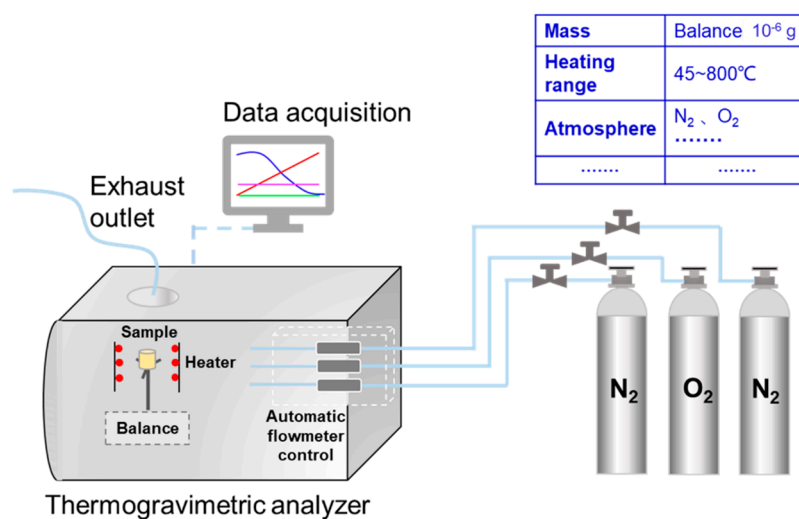 Mass Balance 10⁻⁶ g
Heating range 45~800℃
Atmosphere N₂ 、O₂
.......
....... .......
Data acquisition
Exhaust
outlet
Sample
Heater
Balance
Automatic
flowmeter
control
N₂ O₂ N₂
Thermogravimetric analyzer